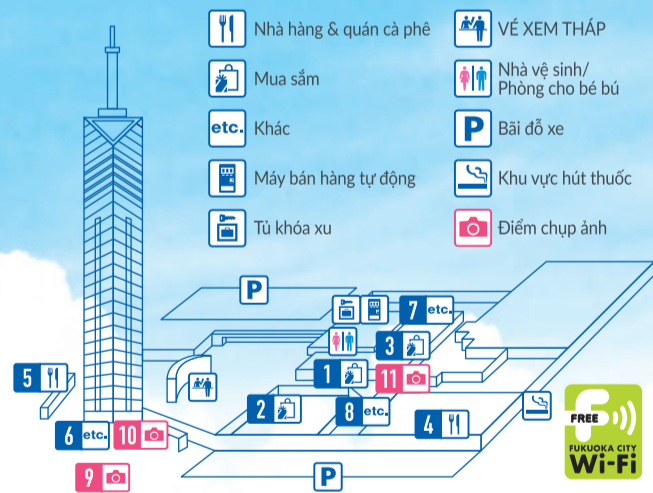 Nhà hàng & quán cà phê
Mua sắm
etc.
Khác
Máy bán hàng tự động
Tủ khóa xu
VÉ XEM THÁP
Nhà vệ sinh/
Phòng cho bé bú
P
Bãi đỗ xe
Khu vực hút thuốc
Điểm chụp ảnh
P
7 etc.
3
1
11
5
2
8 etc.
4
6 etc.
10
9
P
FREE
FUKUOKA CITY
Wi-Fi